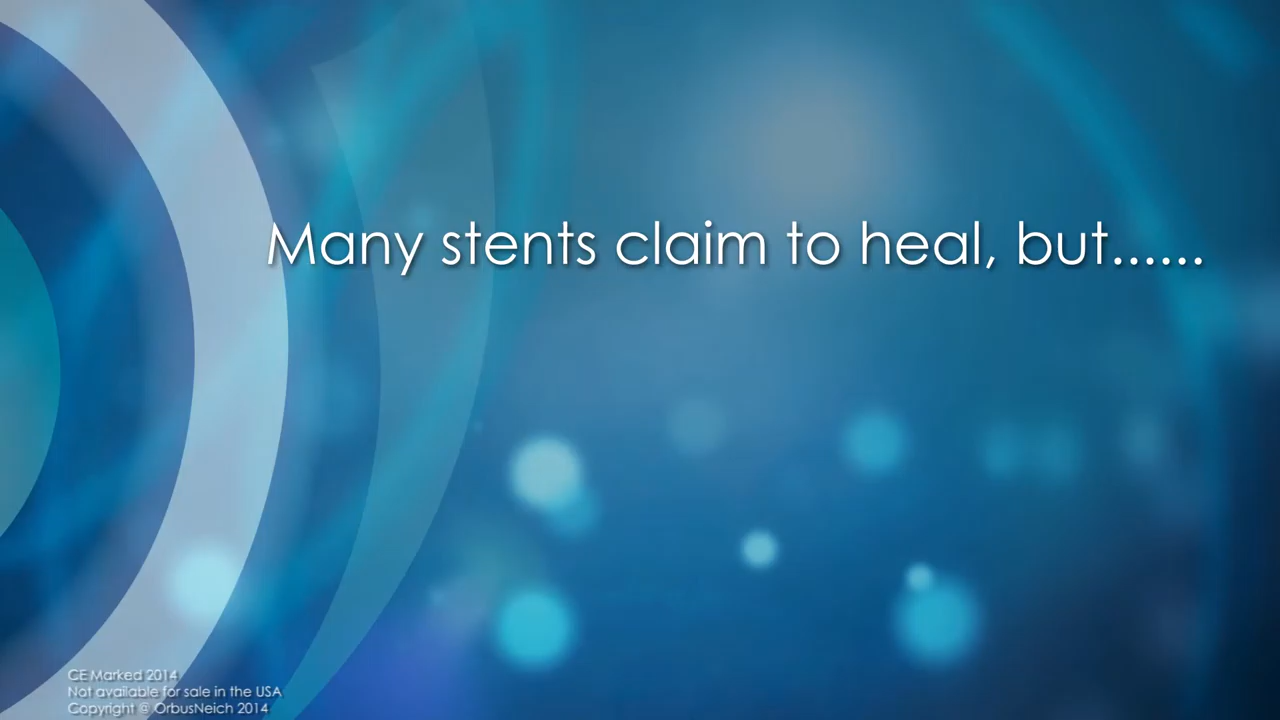 Many stents claim to heal, but......
CE Marked 2014
Not available for sale in the USA
Copyright @ OrbusNeich 2014